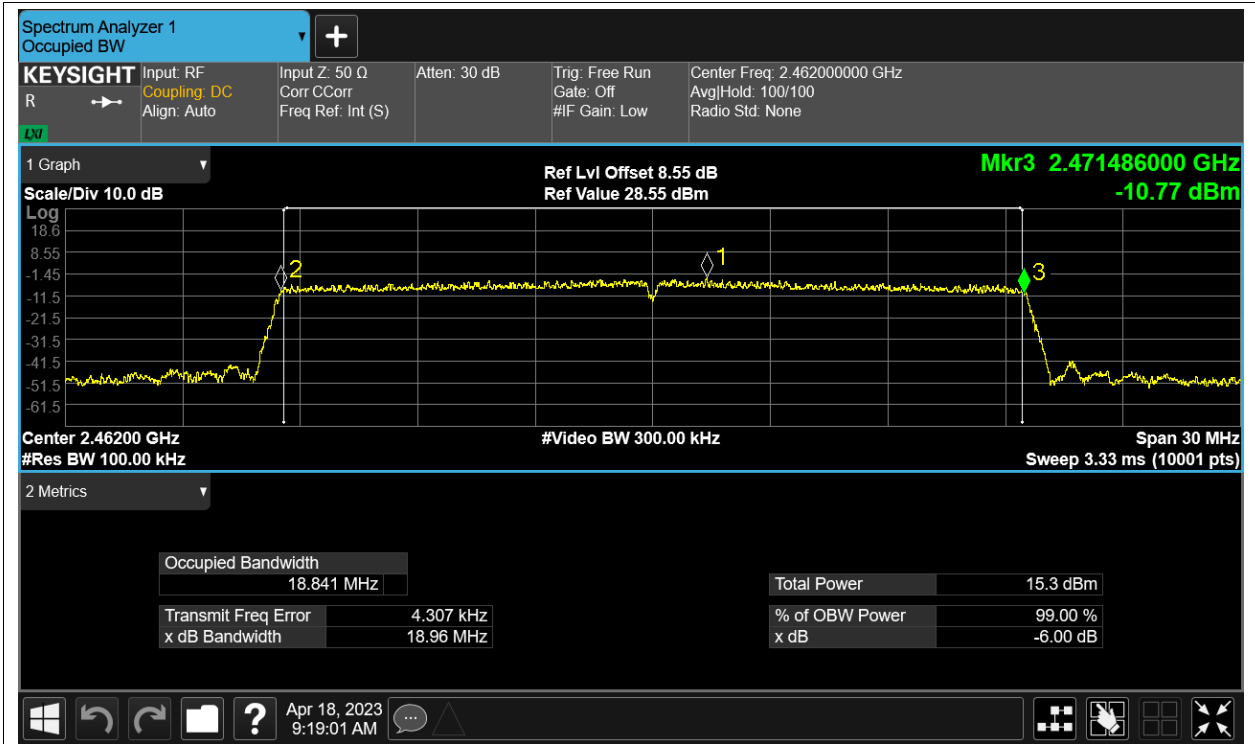 Spectrum Analyzer 1
Occupied BW
KEYSIGHT
R
LXI
Input: RF
Coupling: DC
Align: Auto
Input Z: 50 Ω
Corr CCorr
Freq Ref: Int (S)
Atten: 30 dB
Trig: Free Run
Gate: Off
#IF Gain: Low
Center Freq: 2.462000000 GHz
Avg|Hold: 100/100
Radio Std: None
1 Graph
Scale/Div 10.0 dB
Ref Lvl Offset 8.55 dB
Ref Value 28.55 dBm
Mkr3 2.471486000 GHz
-10.77 dBm
Log
18.6
8.55
-1.45
-11.5
-21.5
-31.5
-41.5
-51.5
-61.5
2
1
3
Center 2.46200 GHz
#Res BW 100.00 kHz
#Video BW 300.00 kHz
Span 30 MHz
Sweep 3.33 ms (10001 pts)
2 Metrics
Occupied Bandwidth
18.841 MHz
Transmit Freq Error 4.307 kHz
x dB Bandwidth 18.96 MHz
Total Power 15.3 dBm
% of OBW Power 99.00 %
x dB -6.00 dB
?
Apr 18, 2023
9:19:01 AM